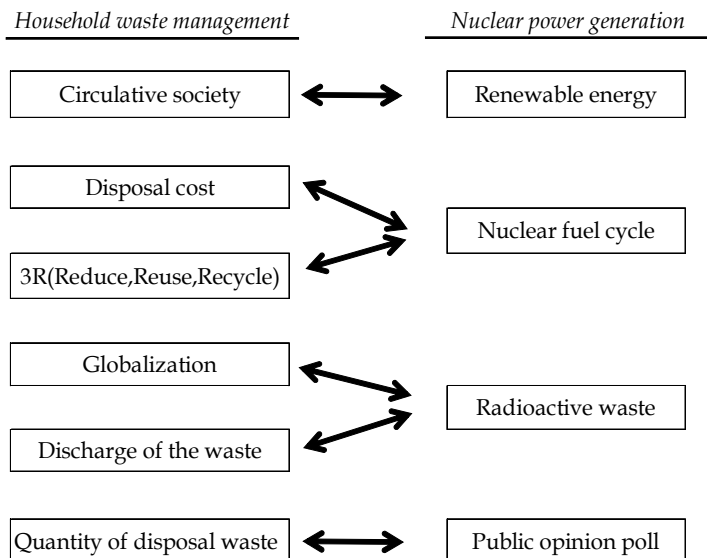 Household waste management
Nuclear power generation
Circulative society
Renewable energy
Disposal cost
Nuclear fuel cycle
3R(Reduce,Reuse,Recycle)
Globalization
Radioactive waste
Discharge of the waste
Quantity of disposal waste
Public opinion poll